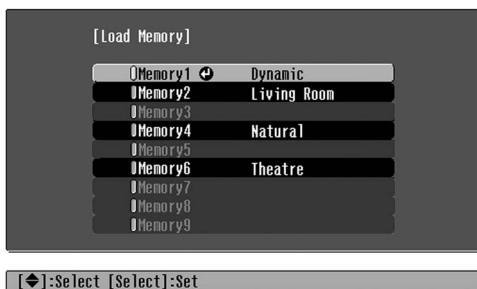 [Load Memory]
Memory1 Dynamic
Memory2 Living Room
Memory3
Memory4 Natural
Memory5
Memory6 Theatre
Memory7
Memory8
Memory9
[]:Select [Select]:Set